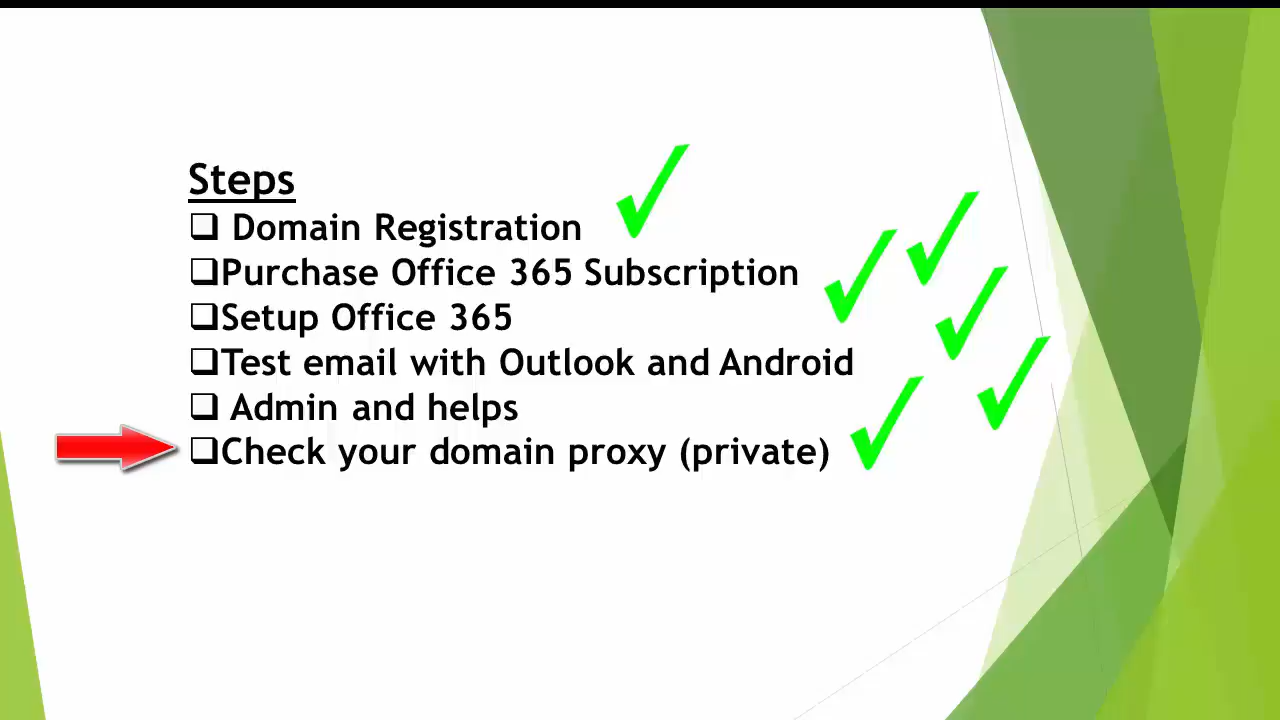 Steps
❑ Domain Registration
❑Purchase Office 365 Subscription
❑Setup Office 365
❑Test email with Outlook and Android
❑ Admin and helps
❑Check your domain proxy (private)